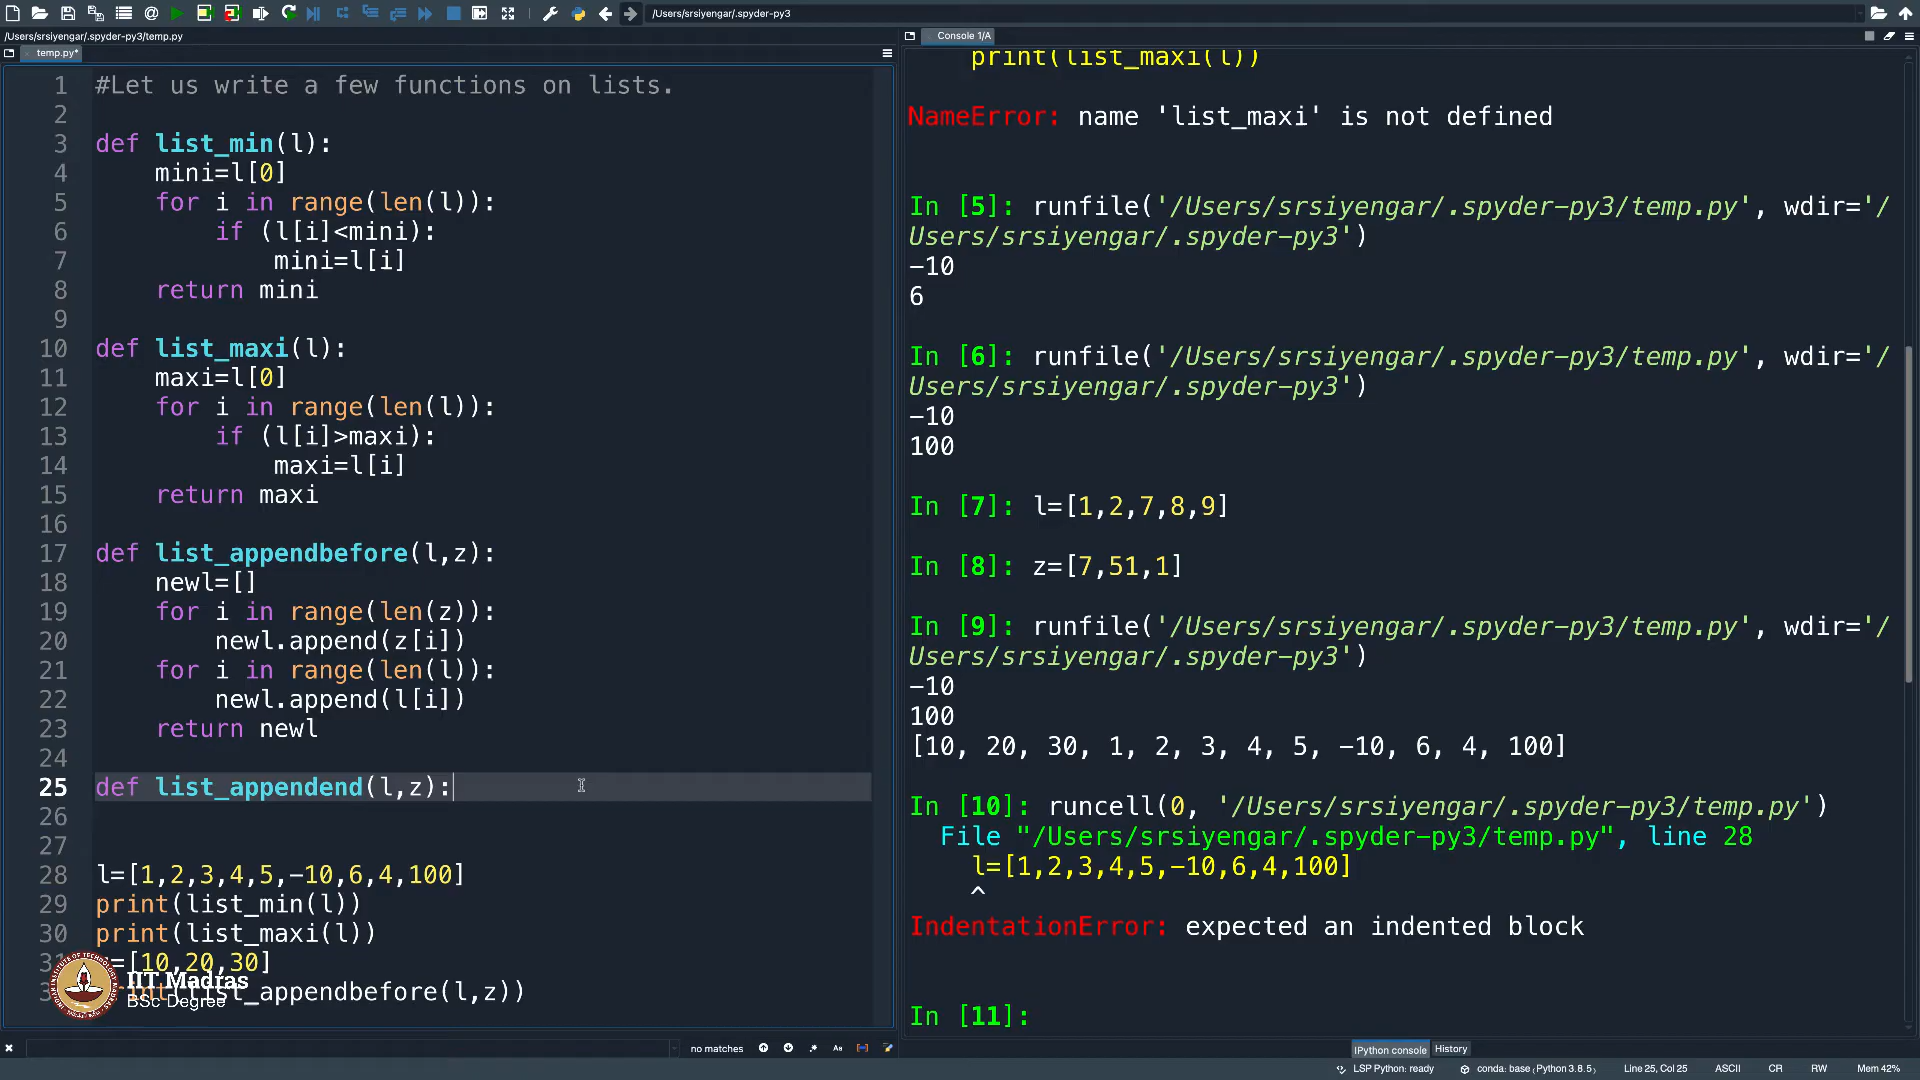 /Users/srsiyengar/.spyder-py3
/Users/srsiyengar/.spyder-py3/temp.py
temp.py*
1 #Let us write a few functions on lists.
2
3 def list_min(l):
4     mini=l[0]
5     for i in range(len(l)):
6         if (l[i]<mini):
7             mini=l[i]
8     return mini
9
10 def list_maxi(l):
11     maxi=l[0]
12     for i in range(len(l)):
13         if (l[i]>maxi):
14             maxi=l[i]
15     return maxi
16
17 def list_appendbefore(l,z):
18     newl=[]
19     for i in range(len(z)):
20         newl.append(z[i])
21     for i in range(len(l)):
22         newl.append(l[i])
23     return newl
24
25 def list_appendend(l,z):
26
27
28 l=[1,2,3,4,5,-10,6,4,100]
29 print(list_min(l))
30 print(list_maxi(l))
=[10,20,30]
(list_appendbefore(l,z))
IIT Madras
BSc Degree
no matches
Aa
Console 1/A
print(list_maxi(l))
NameError: name 'list_maxi' is not defined
In [5]: runfile('/Users/srsiyengar/.spyder-py3/temp.py', wdir='/
Users/srsiyengar/.spyder-py3')
-10
6
In [6]: runfile('/Users/srsiyengar/.spyder-py3/temp.py', wdir='/
Users/srsiyengar/.spyder-py3')
-10
100
In [7]: l=[1,2,7,8,9]
In [8]: z=[7,51,1]
In [9]: runfile('/Users/srsiyengar/.spyder-py3/temp.py', wdir='/
Users/srsiyengar/.spyder-py3')
-10
100
[10, 20, 30, 1, 2, 3, 4, 5, -10, 6, 4, 100]
In [10]: runcell(0, '/Users/srsiyengar/.spyder-py3/temp.py')
File "/Users/srsiyengar/.spyder-py3/temp.py", line 28
l=[1,2,3,4,5,-10,6,4,100]
^
IndentationError: expected an indented block
In [11]:
IPython console
History
LSP Python: ready
conda: base (Python 3.8.5)
Line 25, Col 25
ASCII
CR
RW
Mem 42%